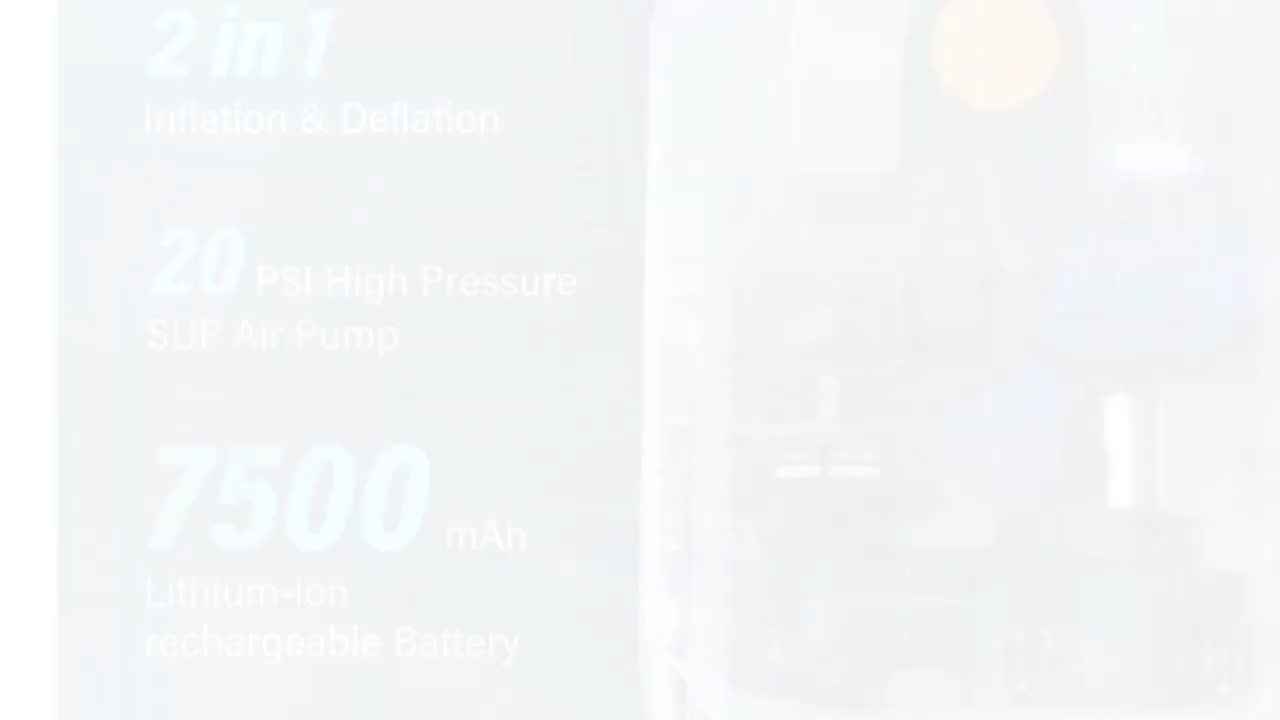 2 in 1
Inflation & Deflation
20 PSI High Pressure
SUP Air Pump
7500 mAh
Lithium-ion
rechargeable Battery